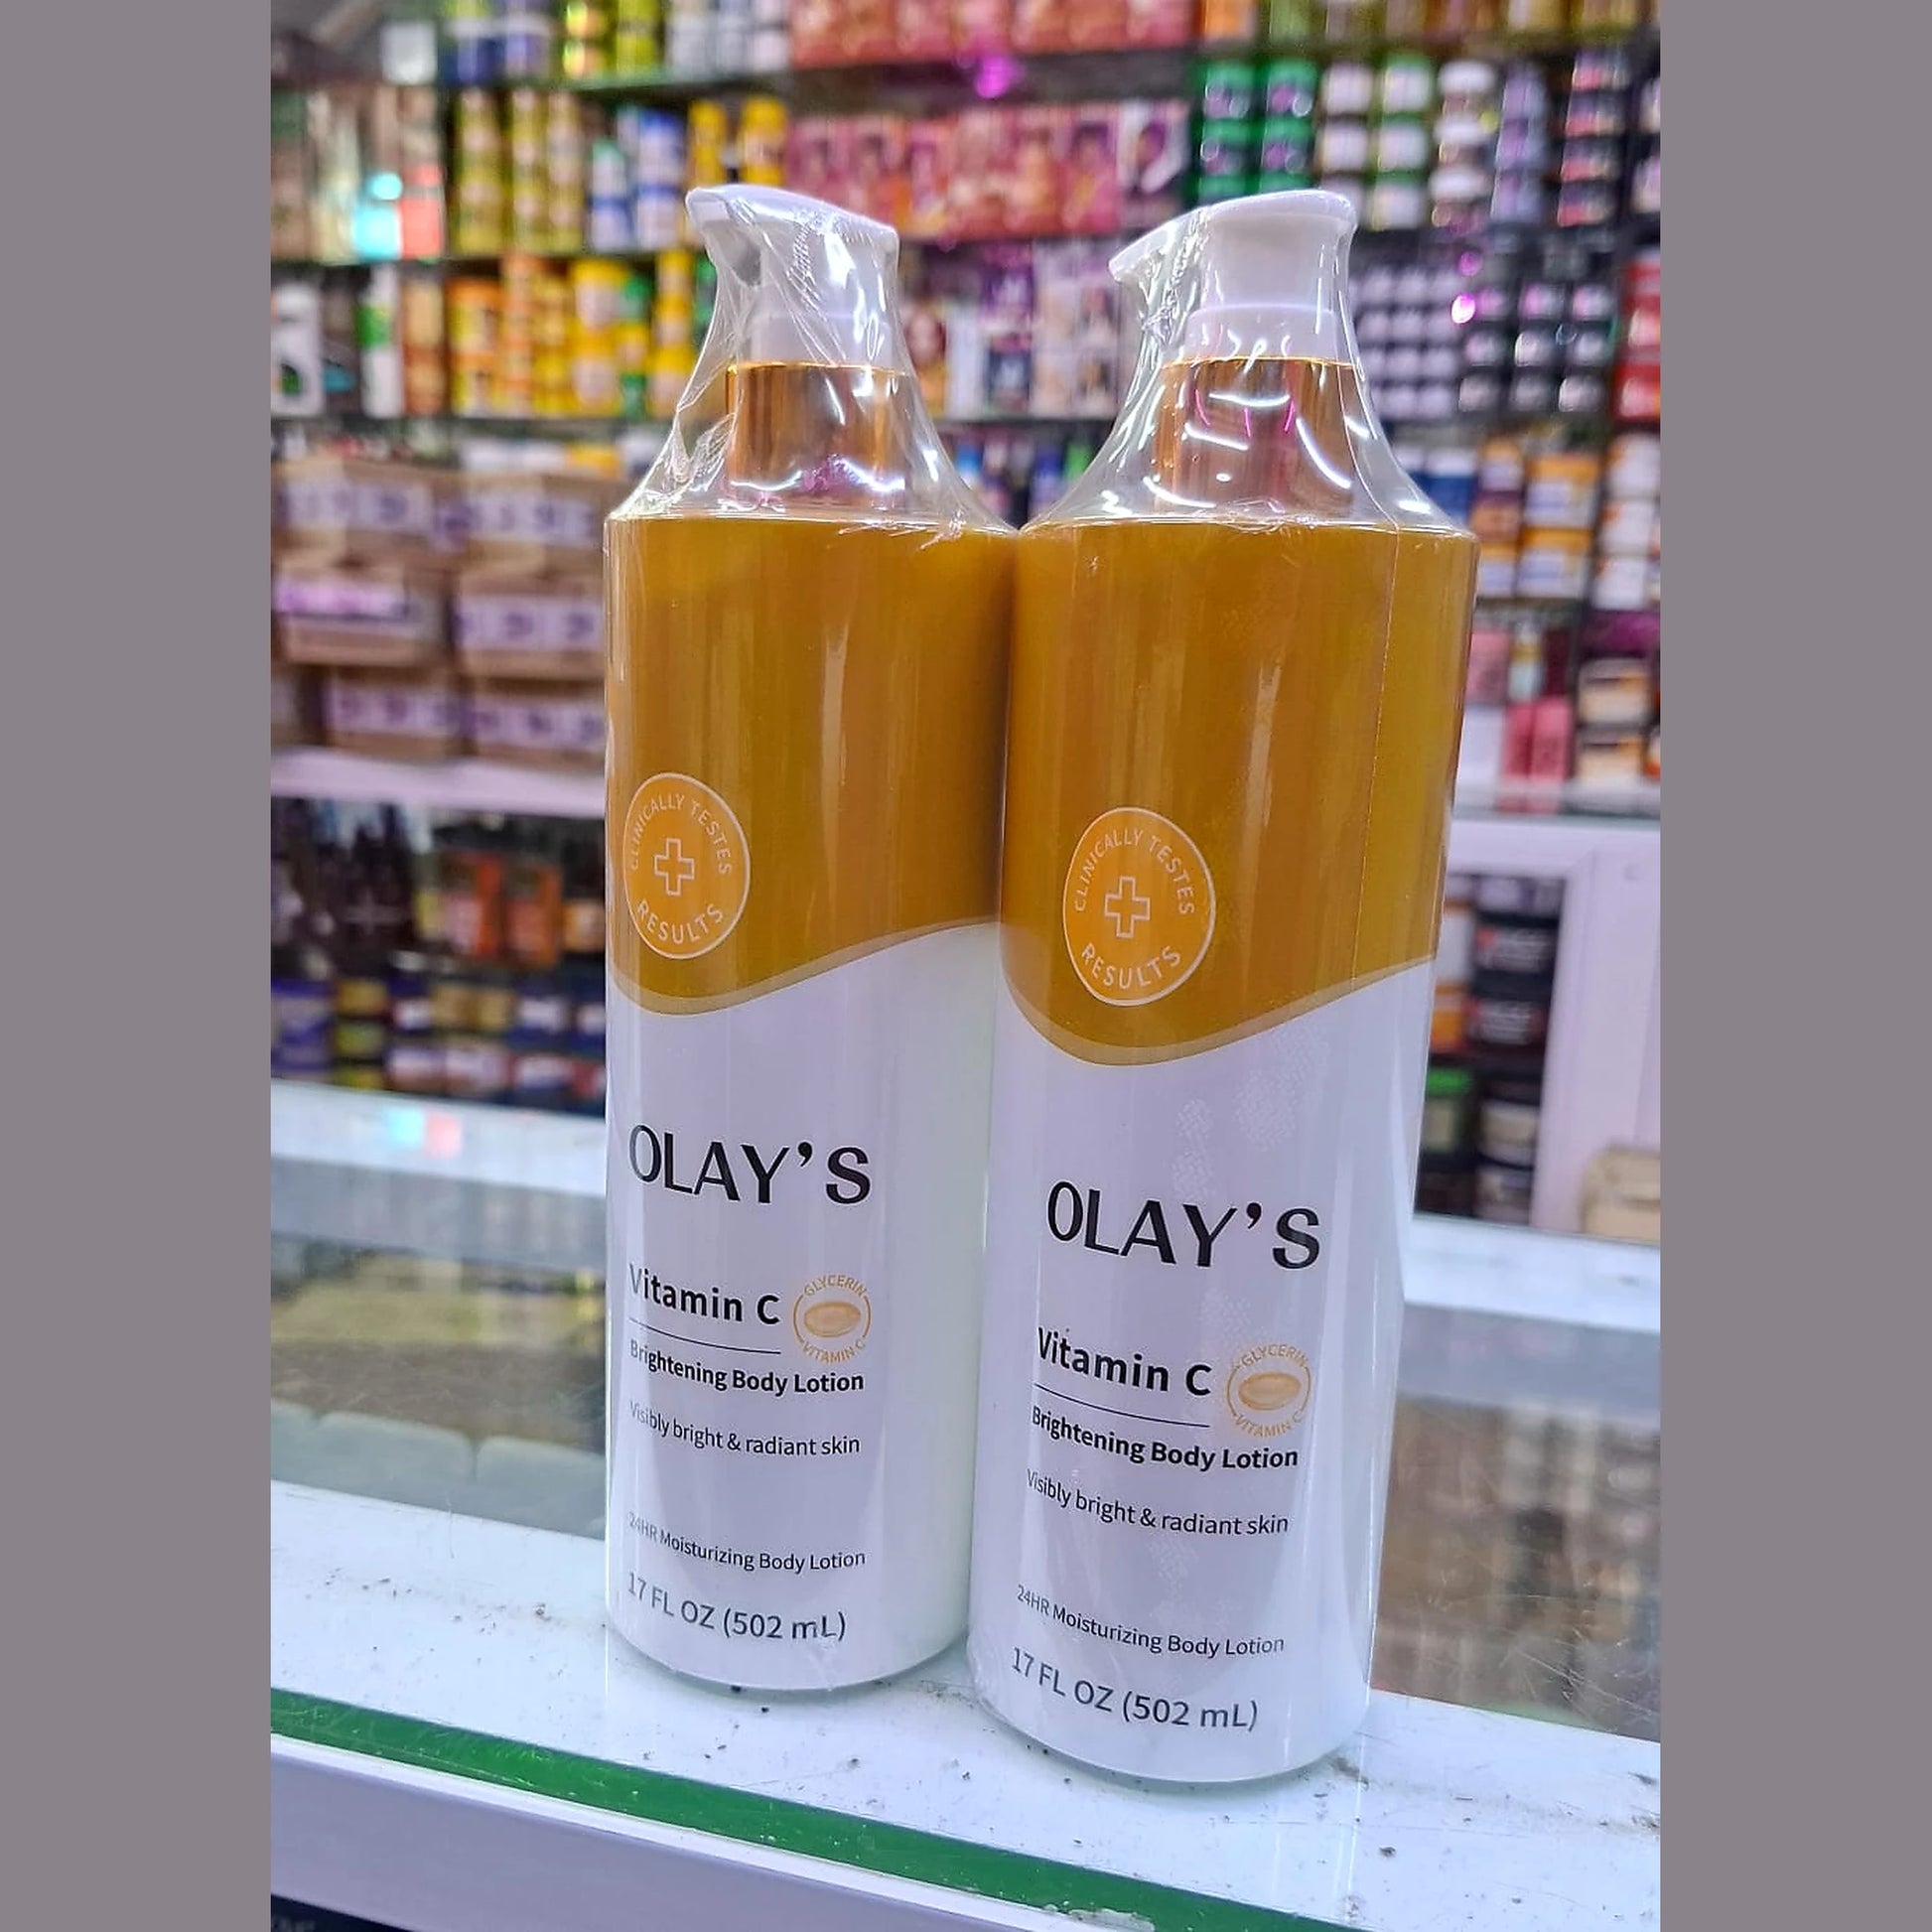 CLINICALLY TESTES
RESULTS
OLAY'S
Vitamin C
GLYCERIN
VITAMIN C
Brightening Body Lotion
Visibly bright & radiant skin
24HR Moisturizing Body Lotion
17 FL OZ (502 mL)
CLINICALLY TESTES
RESULTS
OLAY'S
Vitamin C
GLYCERIN
VITAMIN C
Brightening Body Lotion
Visibly bright & radiant skin
24HR Moisturizing Body Lotion
17 FL OZ (502 mL)